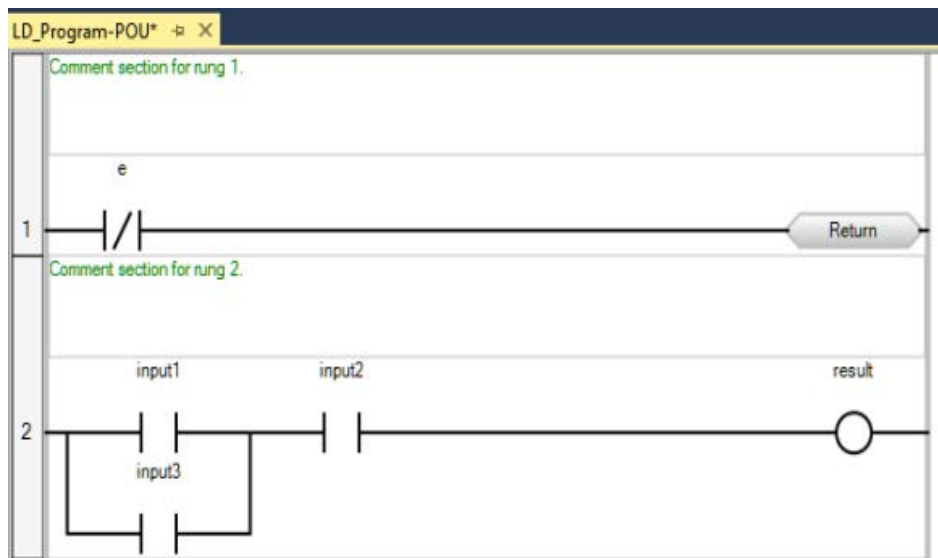 LD_Program-POU*
Comment section for rung 1.
e
1
Return
Comment section for rung 2.
input1 input2 result
2
input3